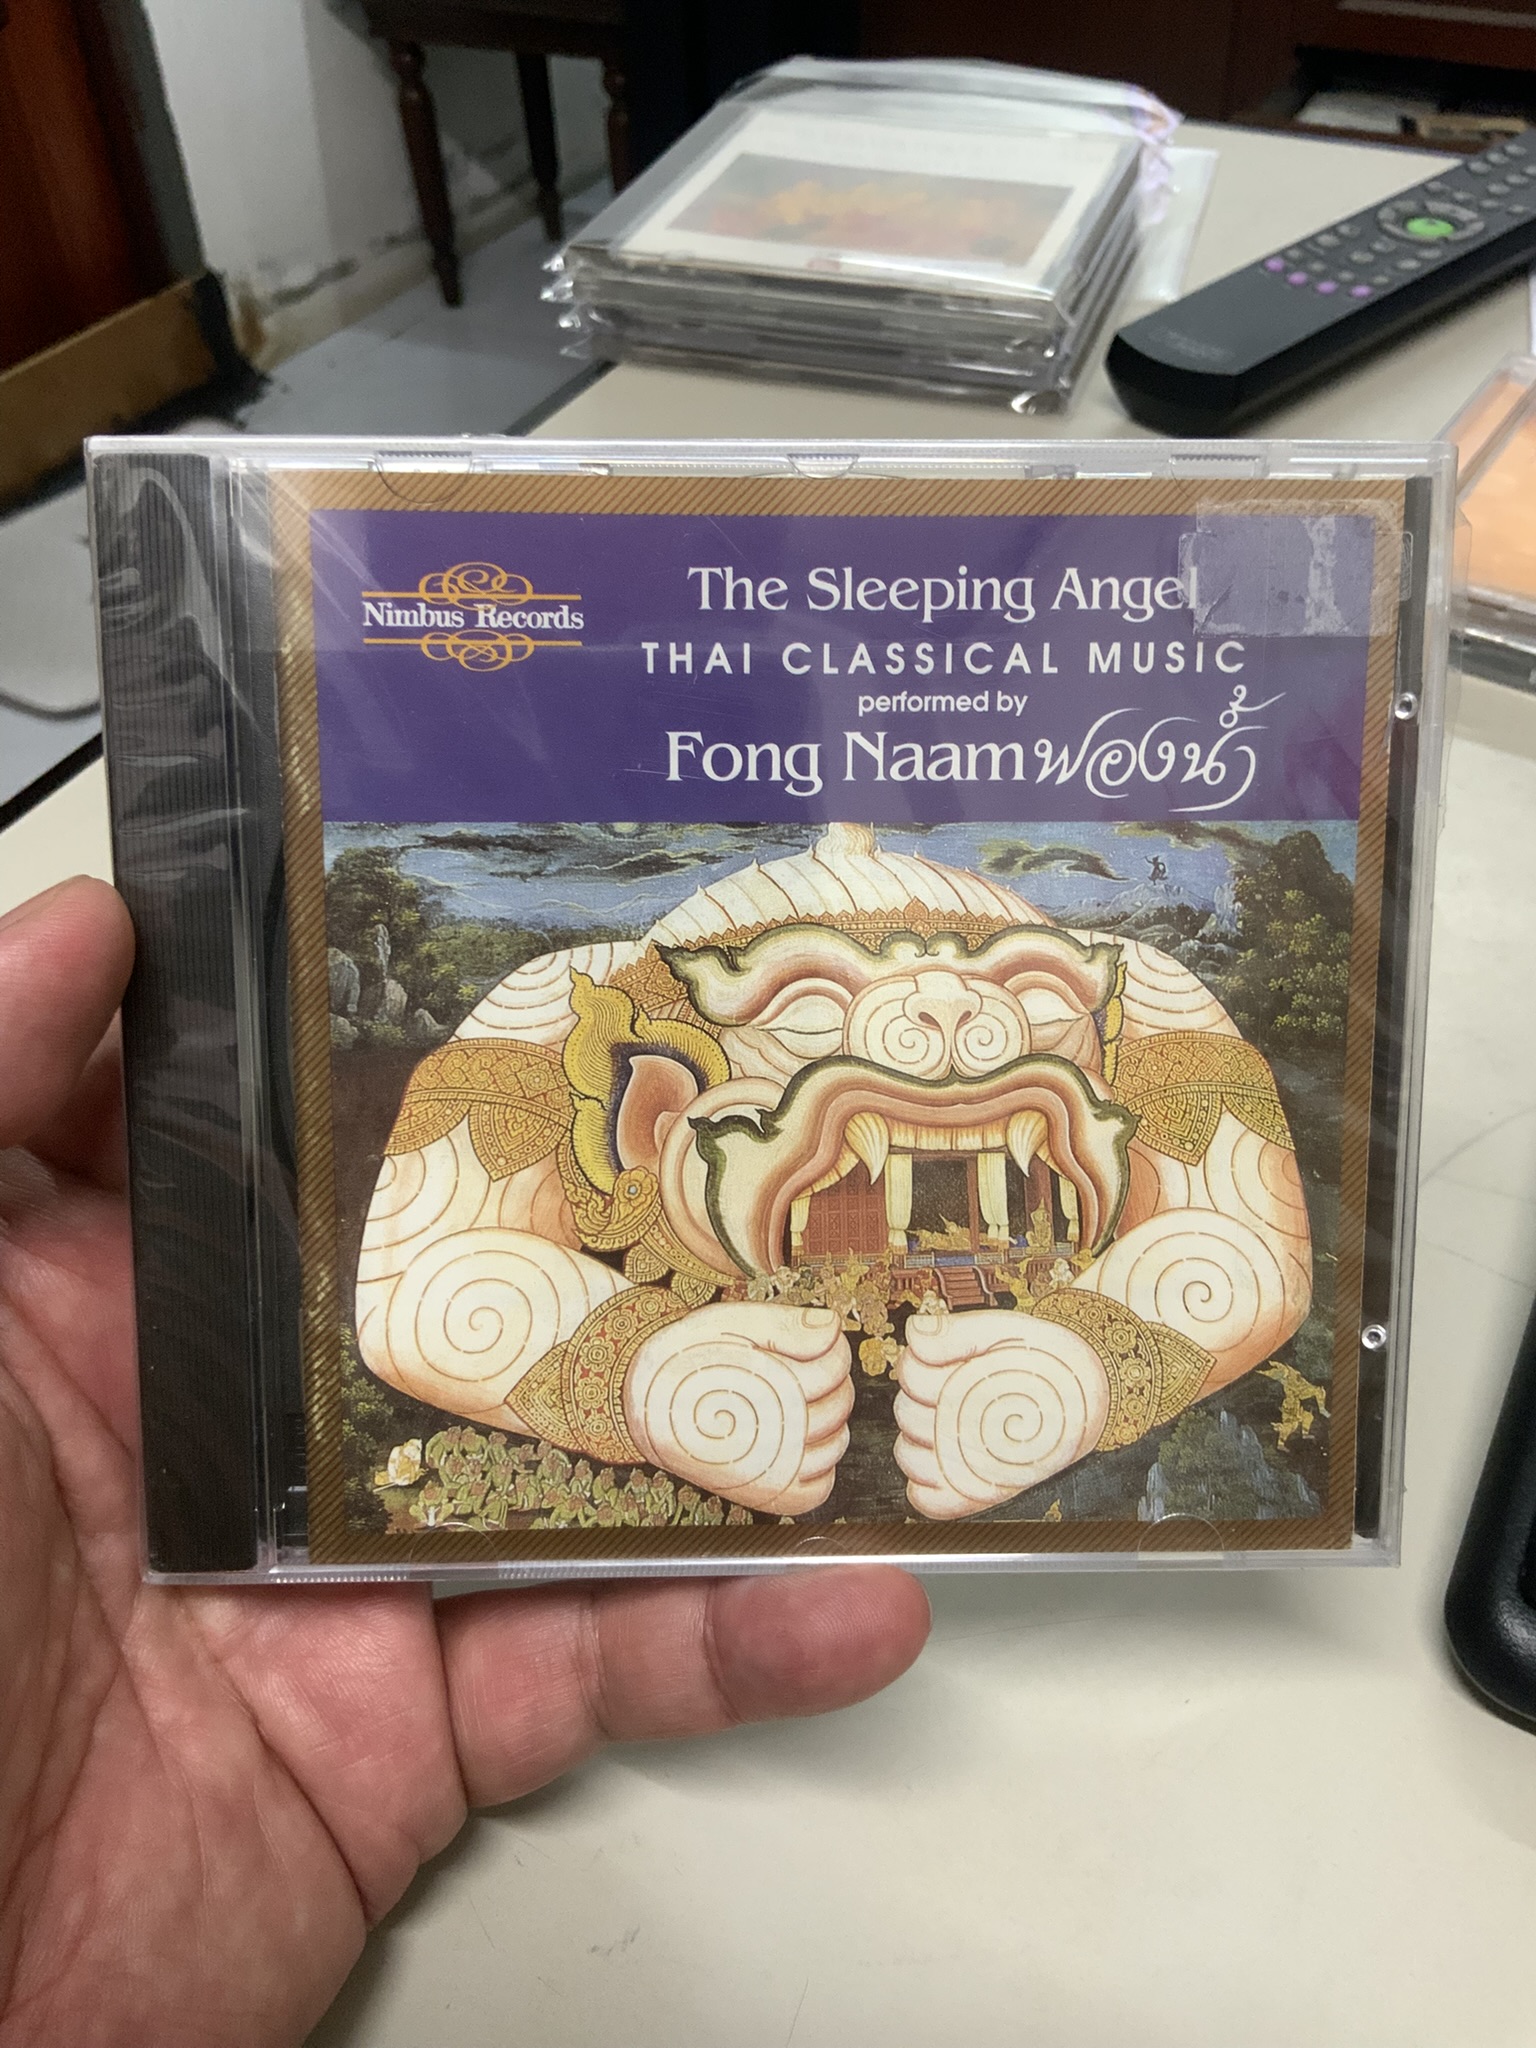 Nimbus Records
The Sleeping Angel
THAI CLASSICAL MUSIC
performed by
Fong Naam ฟองน้ำ